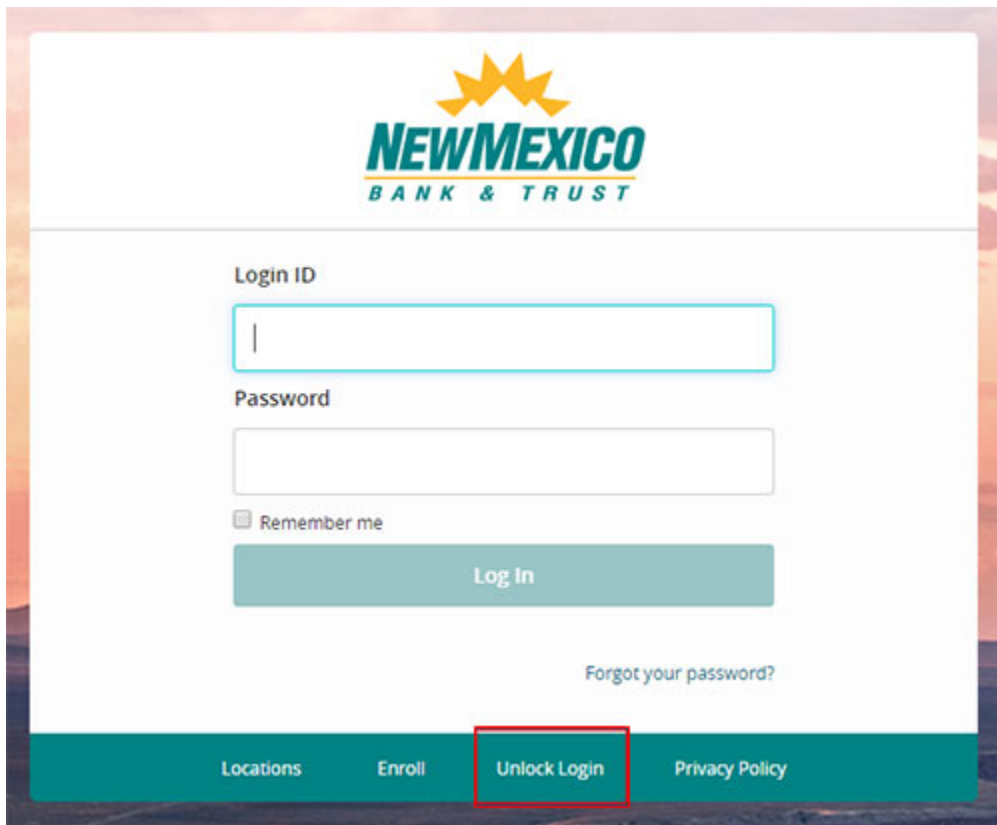 NEWMEXICO
BANK & TRUST
Login ID
Password
Remember me
Log In
Forgot your password?
Locations Enroll Unlock Login Privacy Policy